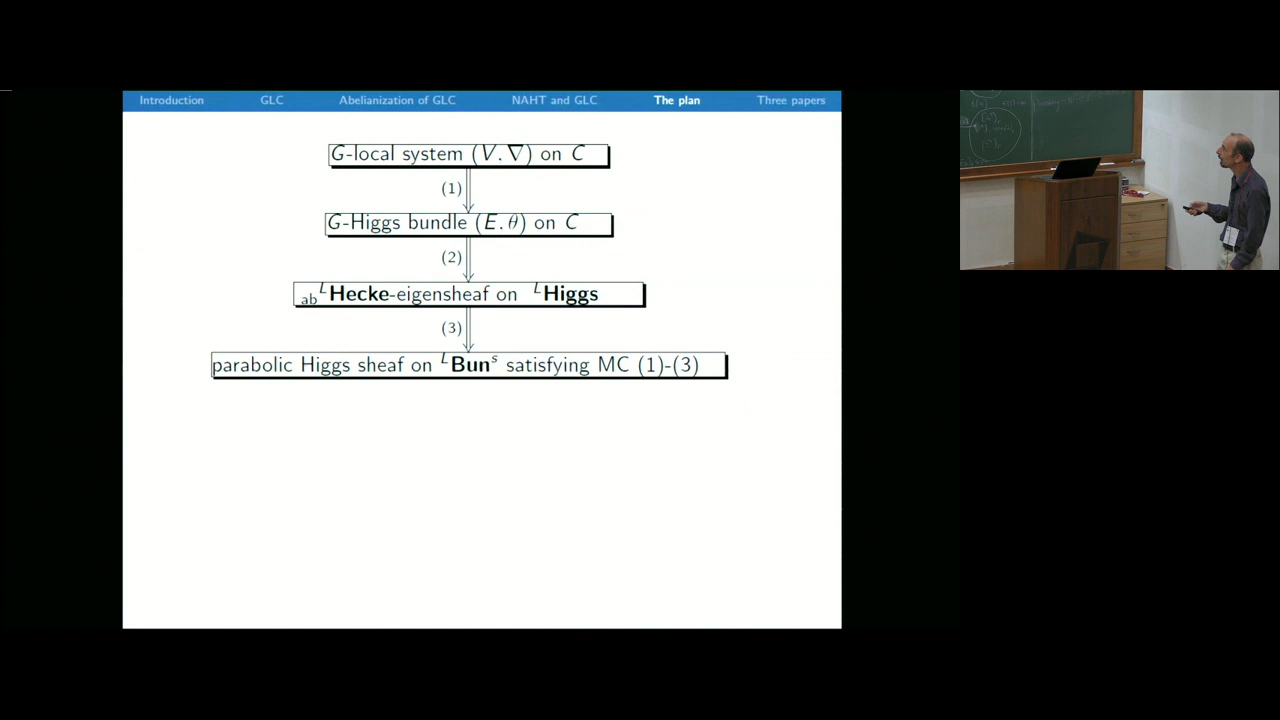 Introduction GLC Abelianization of GLC NAHT and GLC The plan Three papers
G-local system (V, ∇) on C
(1)
G-Higgs bundle (E, θ) on C
(2)
ab ᴸHecke-eigensheaf on ᴸHiggs
(3)
parabolic Higgs sheaf on ᴸBunˢ satisfying MC (1)-(3)